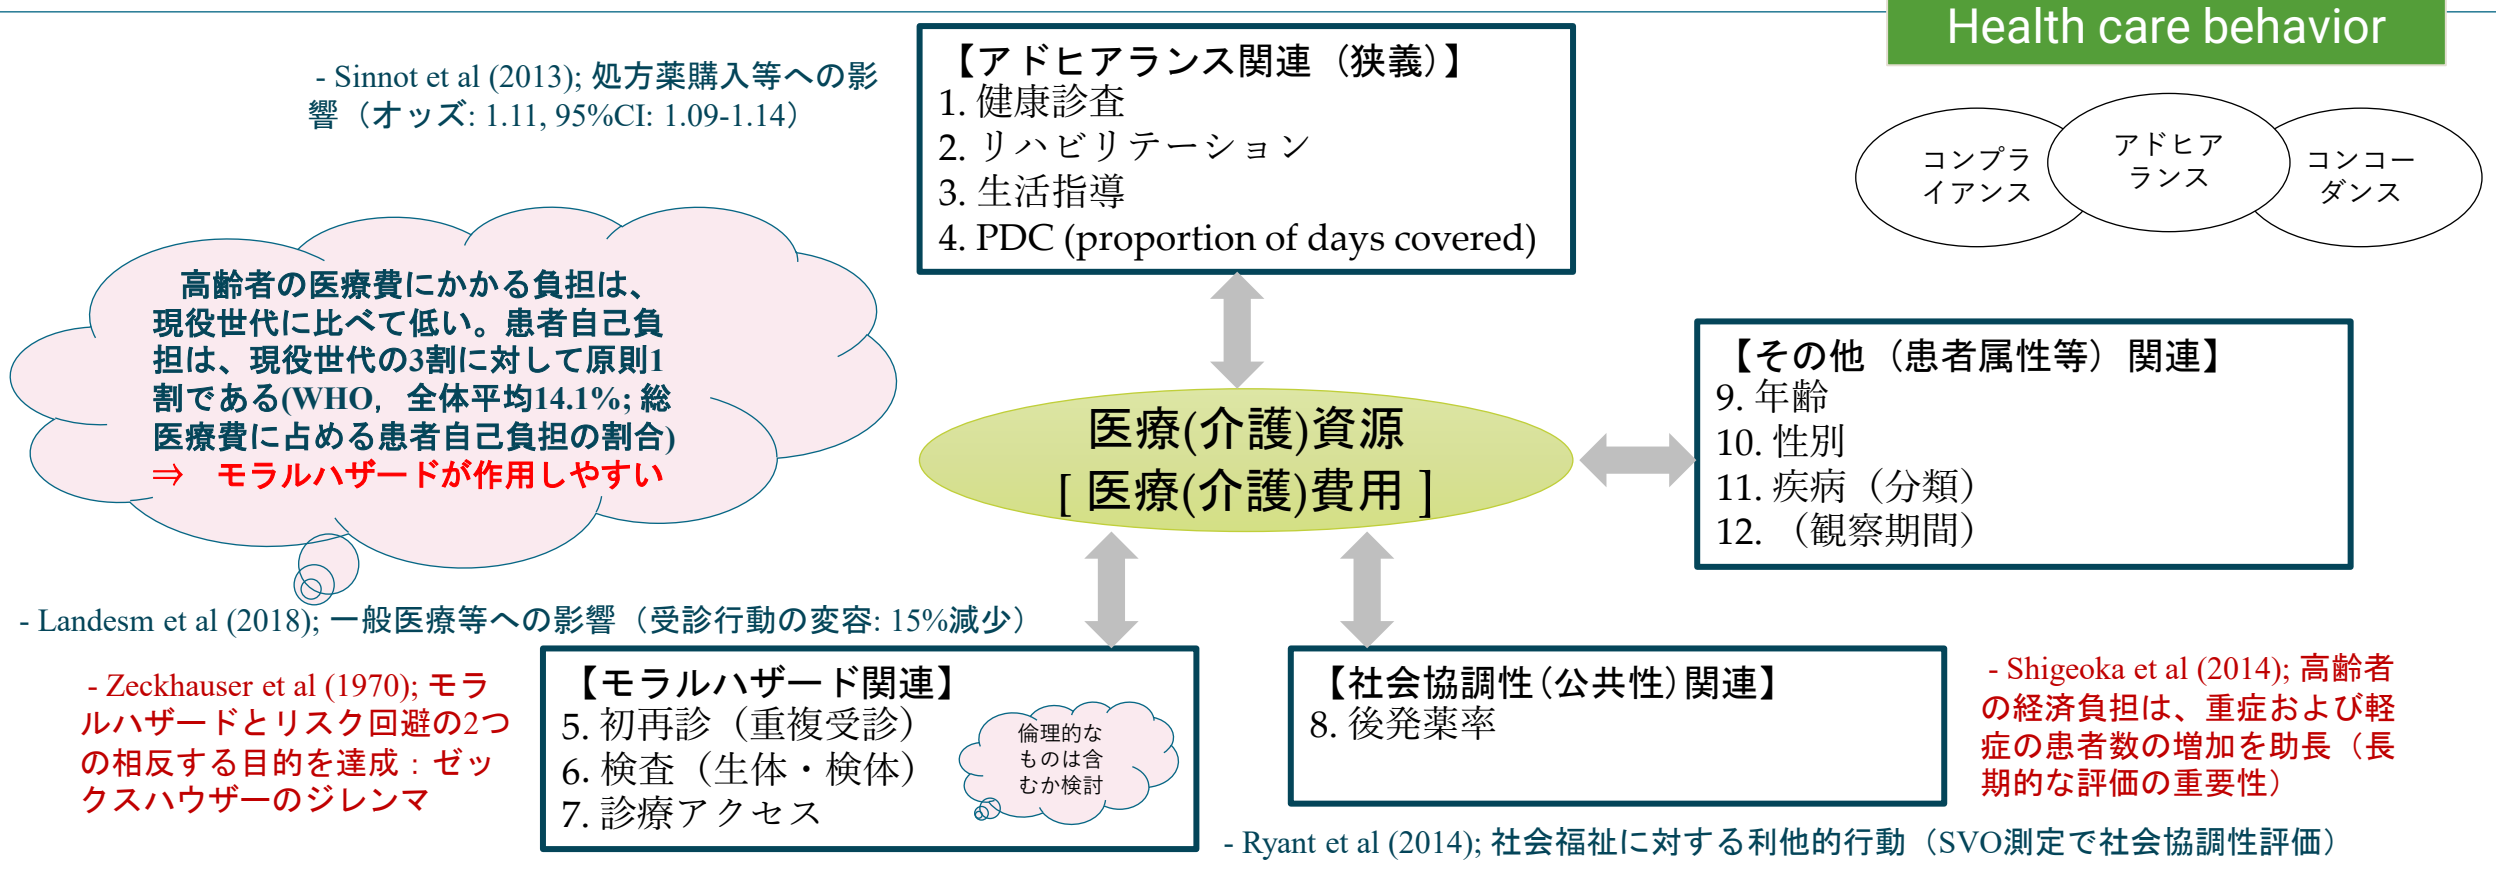 Health care behavior
- Sinnot et al (2013); 処方薬購入等への影
響（オッズ: 1.11, 95%CI: 1.09-1.14）
【アドヒアランス関連（狭義）】
1. 健康診査
2. リハビリテーション
3. 生活指導
4. PDC (proportion of days covered)
コンプラ
イアンス
アドヒア
ランス
コンコー
ダンス
高齢者の医療費にかかる負担は、
現役世代に比べて低い。患者自己負
担は、現役世代の3割に対して原則1
割である(WHO, 全体平均14.1%; 総
医療費に占める患者自己負担の割合)
⇒ モラルハザードが作用しやすい
医療(介護)資源
[ 医療(介護)費用 ]
【その他（患者属性等）関連】
9. 年齢
10. 性別
11. 疾病（分類）
12. （観察期間）
- Landesm et al (2018); 一般医療等への影響（受診行動の変容: 15%減少）
- Zeckhauser et al (1970); モラ
ルハザードとリスク回避の2つ
の相反する目的を達成：ゼッ
クスハウザーのジレンマ
【モラルハザード関連】
5. 初再診（重複受診）
6. 検査（生体・検体）
7. 診療アクセス
倫理的な
ものは含
むか検討
【社会協調性(公共性)関連】
8. 後発薬率
- Shigeoka et al (2014); 高齢者
の経済負担は、重症および軽
症の患者数の増加を助長（長
期的な評価の重要性）
- Ryant et al (2014); 社会福祉に対する利他的行動（SVO測定で社会協調性評価）